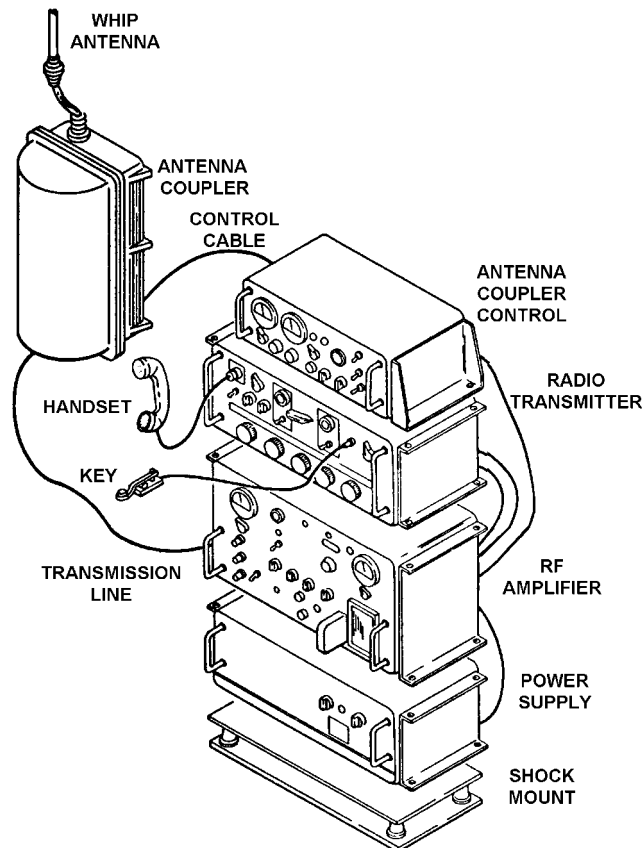 WHIP
ANTENNA
ANTENNA
COUPLER
CONTROL
CABLE
ANTENNA
COUPLER
CONTROL
HANDSET
RADIO
TRANSMITTER
KEY
TRANSMISSION
LINE
RF
AMPLIFIER
POWER
SUPPLY
SHOCK
MOUNT